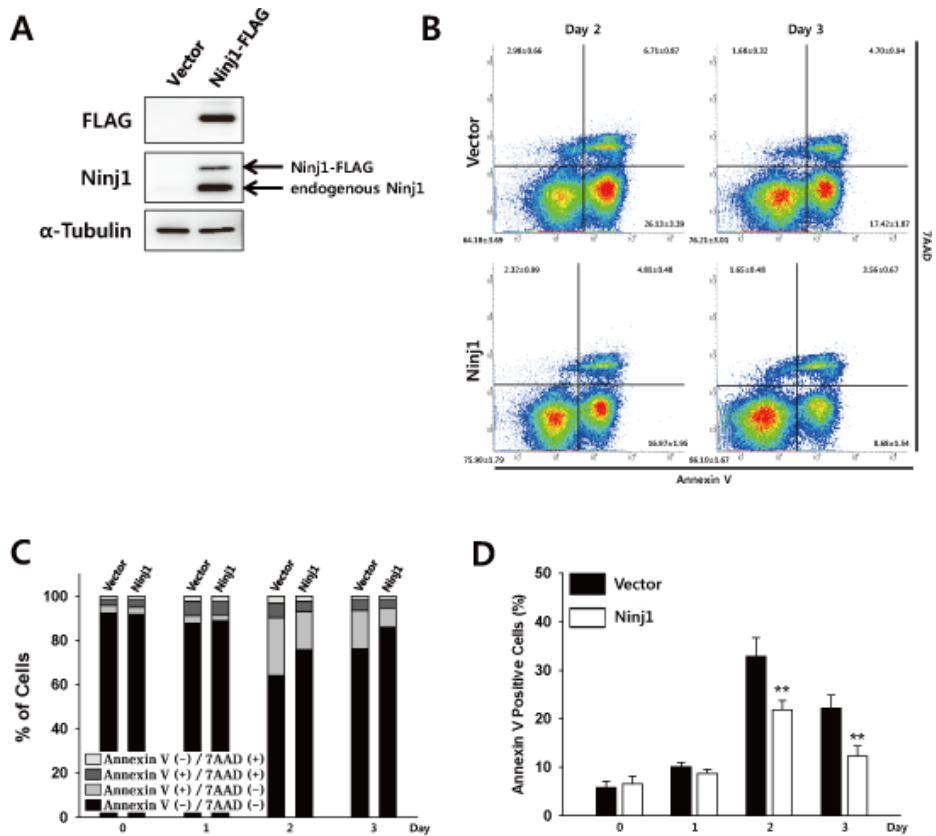 A
Vector
Ninj1-FLAG
FLAG
Ninj1
Ninj1-FLAG
endogenous Ninj1
α-Tubulin
B
Day 2
Day 3
Vector
2.98±0.66
6.71±0.87
1.68±0.32
4.70±0.94
64.18±3.69
26.13±3.39
76.21±3.01
17.42±1.87
7AAD
Ninj1
2.32±0.89
4.81±0.48
1.65±0.48
3.56±0.67
75.90±1.79
16.97±1.95
86.10±1.67
8.68±1.54
Annexin V
C
Vector
Ninj1
Vector
Ninj1
Vector
Ninj1
Vector
Ninj1
% of Cells
100
80
60
40
20
0
Annexin V (−) / 7AAD (+)
Annexin V (+) / 7AAD (+)
Annexin V (+) / 7AAD (−)
Annexin V (−) / 7AAD (−)
0 1 2 3 Day
D
Annexin V Positive Cells (%)
50
40
30
20
10
0
Vector
Ninj1
**
**
0 1 2 3 Day